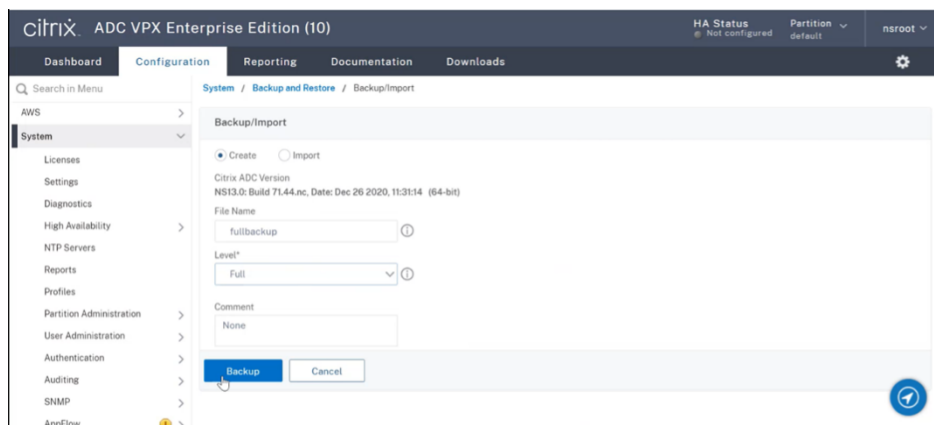 citrix. ADC VPX Enterprise Edition (10)
HA Status
Not configured
Partition
default
nsroot
Dashboard Configuration Reporting Documentation Downloads
Search in Menu
System / Backup and Restore / Backup/Import
AWS
System
Licenses
Settings
Diagnostics
High Availability
NTP Servers
Reports
Profiles
Partition Administration
User Administration
Authentication
Auditing
SNMP
AppFlow
Backup/Import
Create Import
Citrix ADC Version
NS13.0: Build 71.44.nc, Date: Dec 26 2020, 11:31:14 (64-bit)
File Name
fullbackup
Level*
Full
Comment
None
Backup Cancel